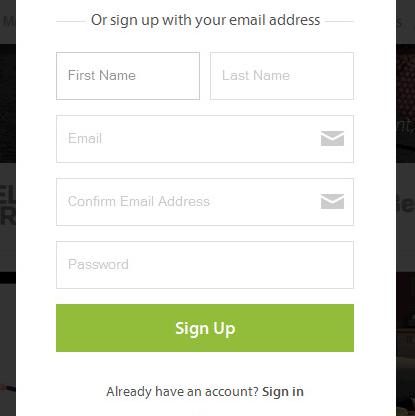 Or sign up with your email address
First Name
Last Name
Email
Confirm Email Address
Password
Sign Up
Already have an account? Sign in